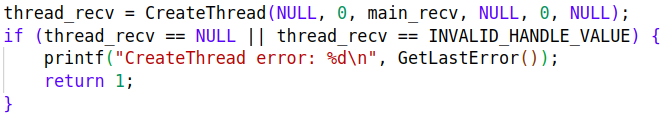 thread_recv = CreateThread(NULL, 0, main_recv, NULL, 0, NULL);
if (thread_recv == NULL || thread_recv == INVALID_HANDLE_VALUE) {
    printf("CreateThread error: %d\n", GetLastError());
    return 1;
}